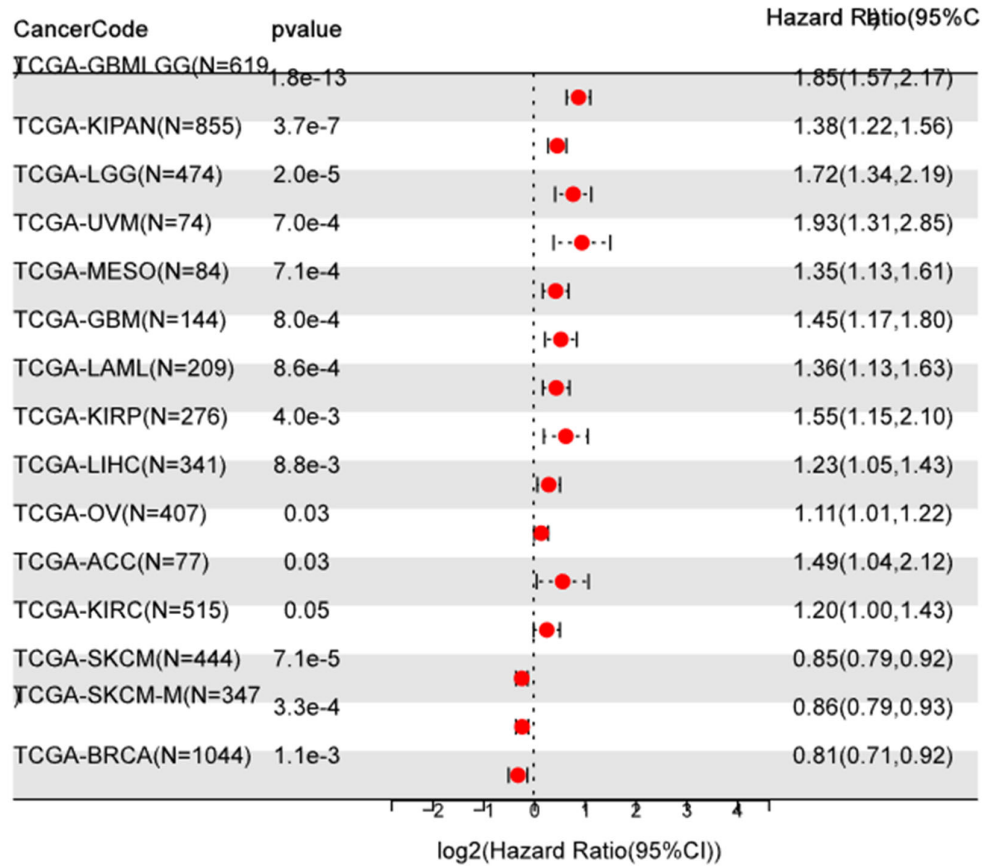 CancerCode pvalue Hazard Ratio(95%CI)
TCGA-GBMLGG(N=619) 1.8e-13 1.85(1.57,2.17)
TCGA-KIPAN(N=855) 3.7e-7 1.38(1.22,1.56)
TCGA-LGG(N=474) 2.0e-5 1.72(1.34,2.19)
TCGA-UVM(N=74) 7.0e-4 1.93(1.31,2.85)
TCGA-MESO(N=84) 7.1e-4 1.35(1.13,1.61)
TCGA-GBM(N=144) 8.0e-4 1.45(1.17,1.80)
TCGA-LAML(N=209) 8.6e-4 1.36(1.13,1.63)
TCGA-KIRP(N=276) 4.0e-3 1.55(1.15,2.10)
TCGA-LIHC(N=341) 8.8e-3 1.23(1.05,1.43)
TCGA-OV(N=407) 0.03 1.11(1.01,1.22)
TCGA-ACC(N=77) 0.03 1.49(1.04,2.12)
TCGA-KIRC(N=515) 0.05 1.20(1.00,1.43)
TCGA-SKCM(N=444) 7.1e-5 0.85(0.79,0.92)
TCGA-SKCM-M(N=347) 3.3e-4 0.86(0.79,0.93)
TCGA-BRCA(N=1044) 1.1e-3 0.81(0.71,0.92)
-2 -1 0 1 2 3 4
log2(Hazard Ratio(95%CI))